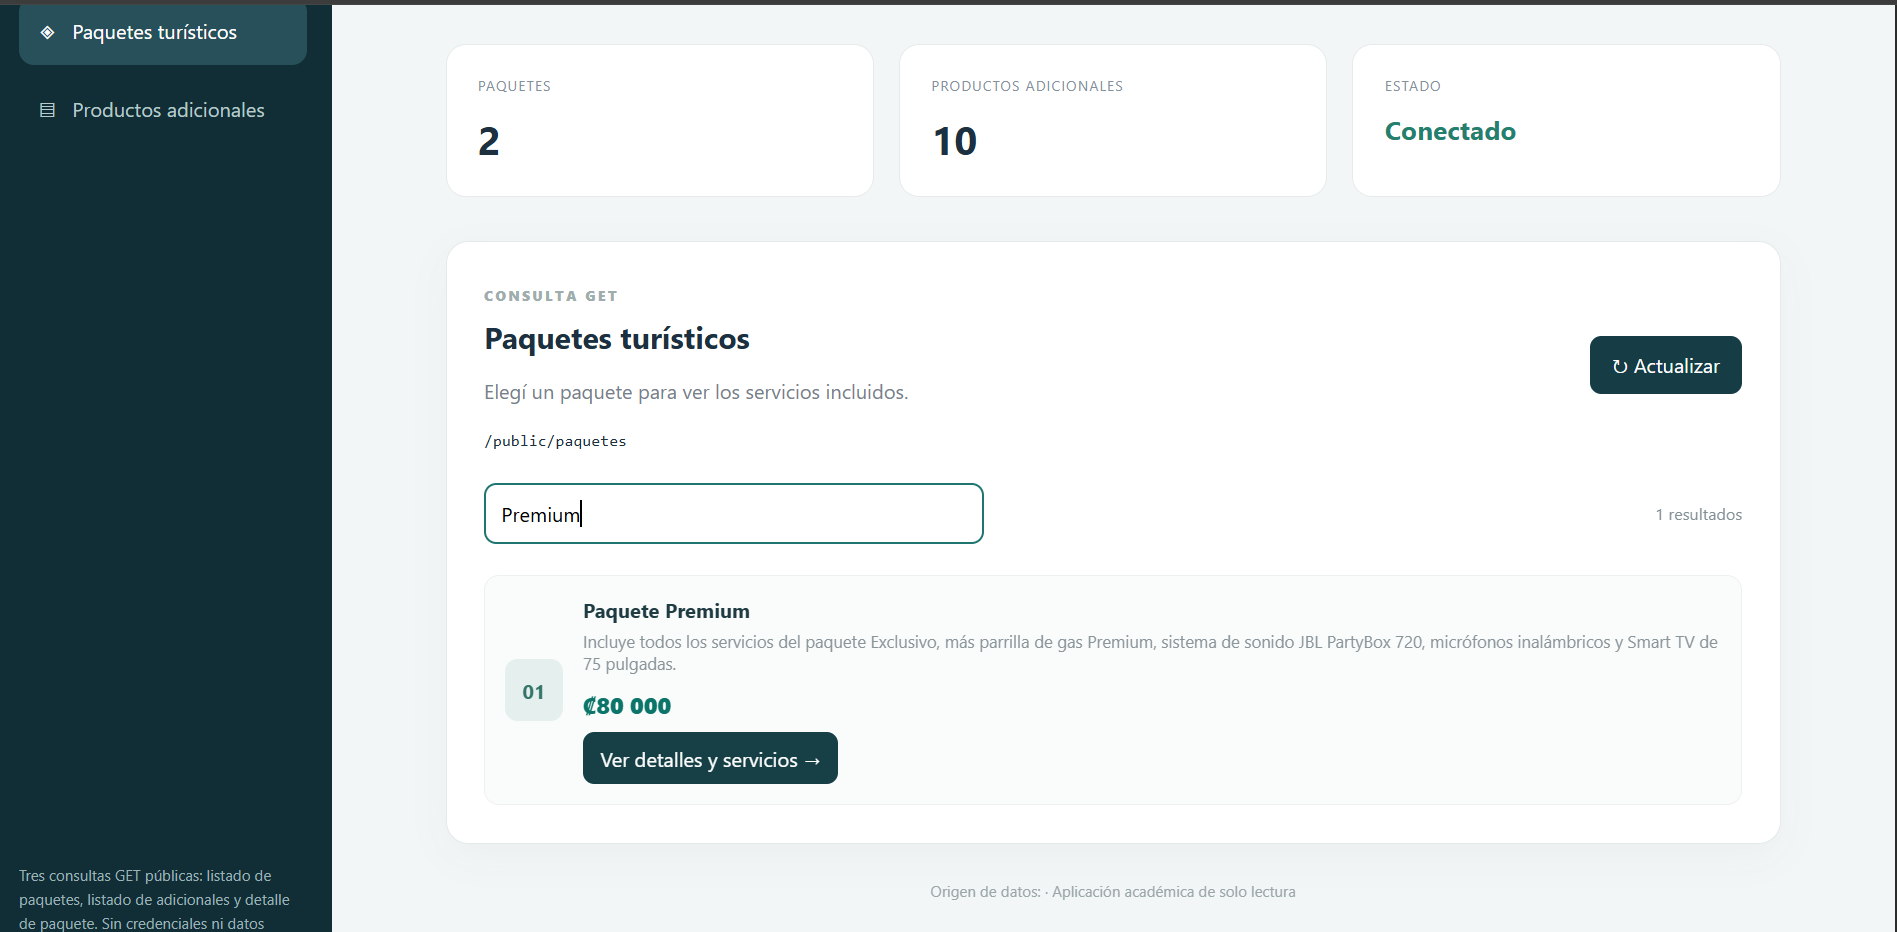 ◈ Paquetes turísticos
▤ Productos adicionales
Tres consultas GET públicas: listado de
paquetes, listado de adicionales y detalle
de paquete. Sin credenciales ni datos
PAQUETES
2
PRODUCTOS ADICIONALES
10
ESTADO
Conectado
CONSULTA GET
Paquetes turísticos
Elegí un paquete para ver los servicios incluidos.
/public/paquetes
↻ Actualizar
Premium
1 resultados
01
Paquete Premium
Incluye todos los servicios del paquete Exclusivo, más parrilla de gas Premium, sistema de sonido JBL PartyBox 720, micrófonos inalámbricos y Smart TV de
75 pulgadas.
₡80 000
Ver detalles y servicios →
Origen de datos: · Aplicación académica de solo lectura